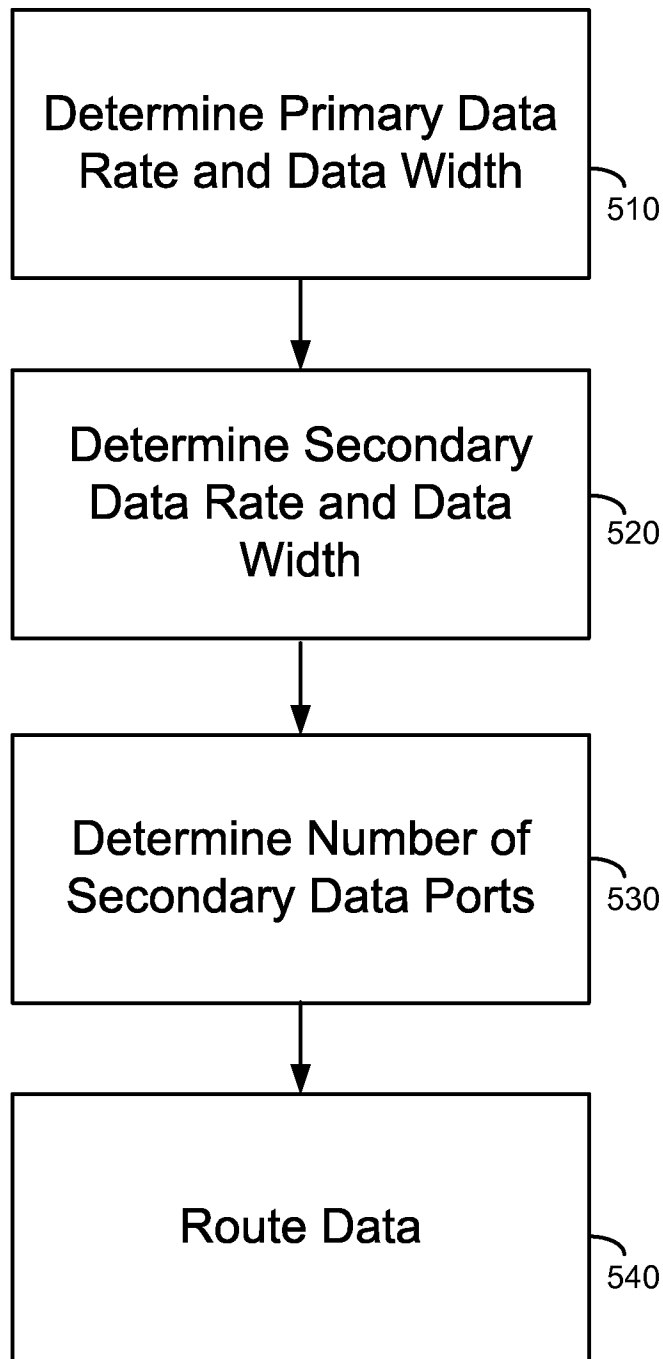 Determine Primary Data
Rate and Data Width
510
Determine Secondary
Data Rate and Data
Width
520
Determine Number of
Secondary Data Ports
530
Route Data
540